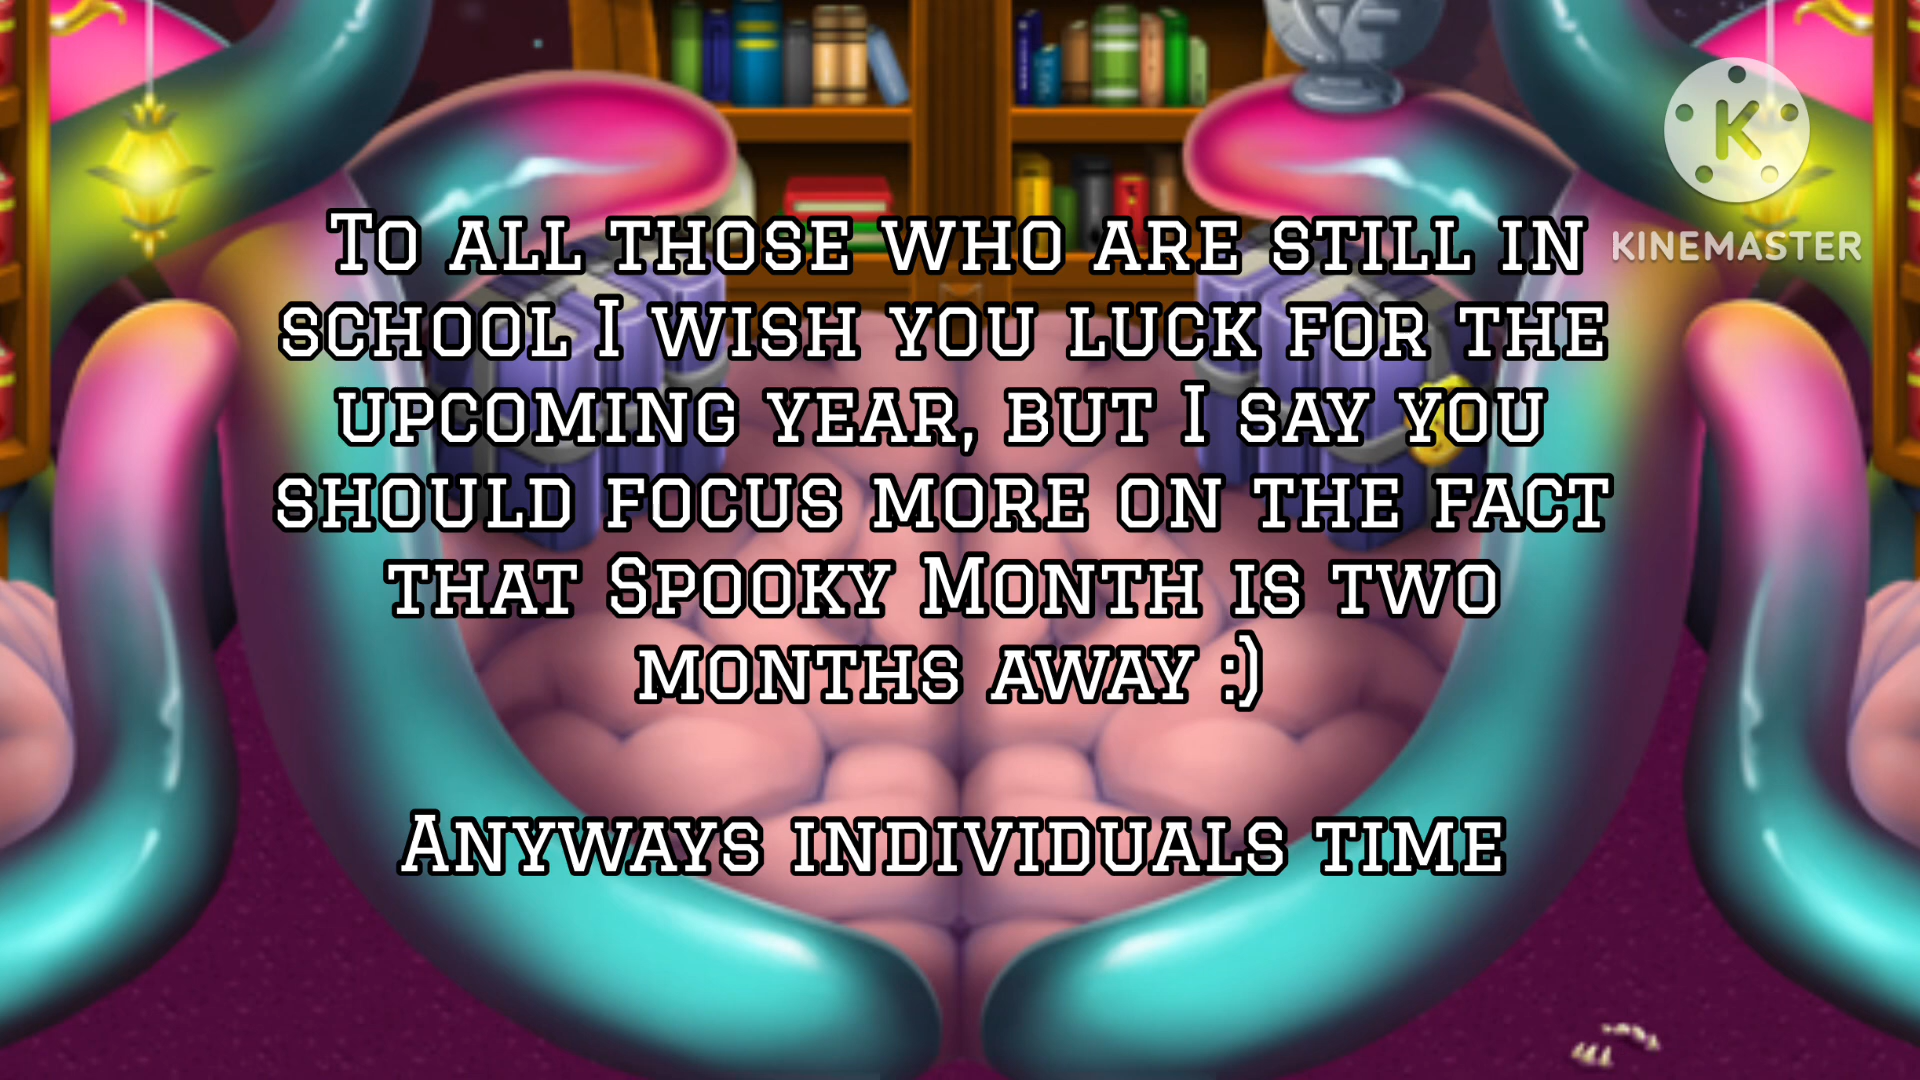 To all those who are still in
school I wish you luck for the
upcoming year, but I say you
should focus more on the fact
that Spooky Month is two
months away :)
Anyways individuals time
K
KINEMASTER